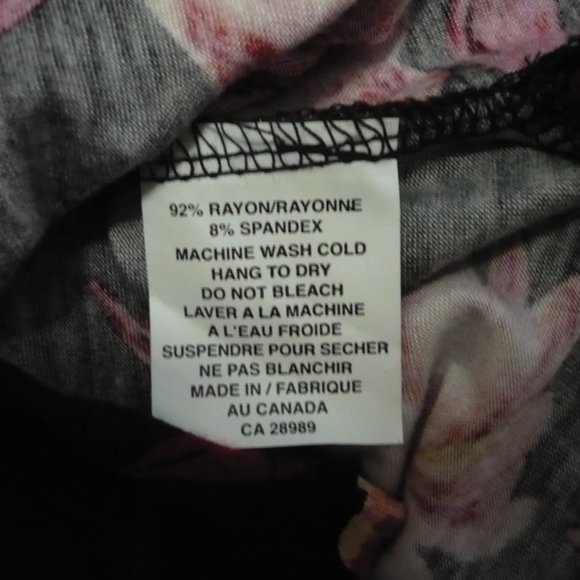 92% RAYON/RAYONNE
8% SPANDEX
MACHINE WASH COLD
HANG TO DRY
DO NOT BLEACH
LAVER A LA MACHINE
A L'EAU FROIDE
SUSPENDRE POUR SECHER
NE PAS BLANCHIR
MADE IN / FABRIQUE
AU CANADA
CA 28989